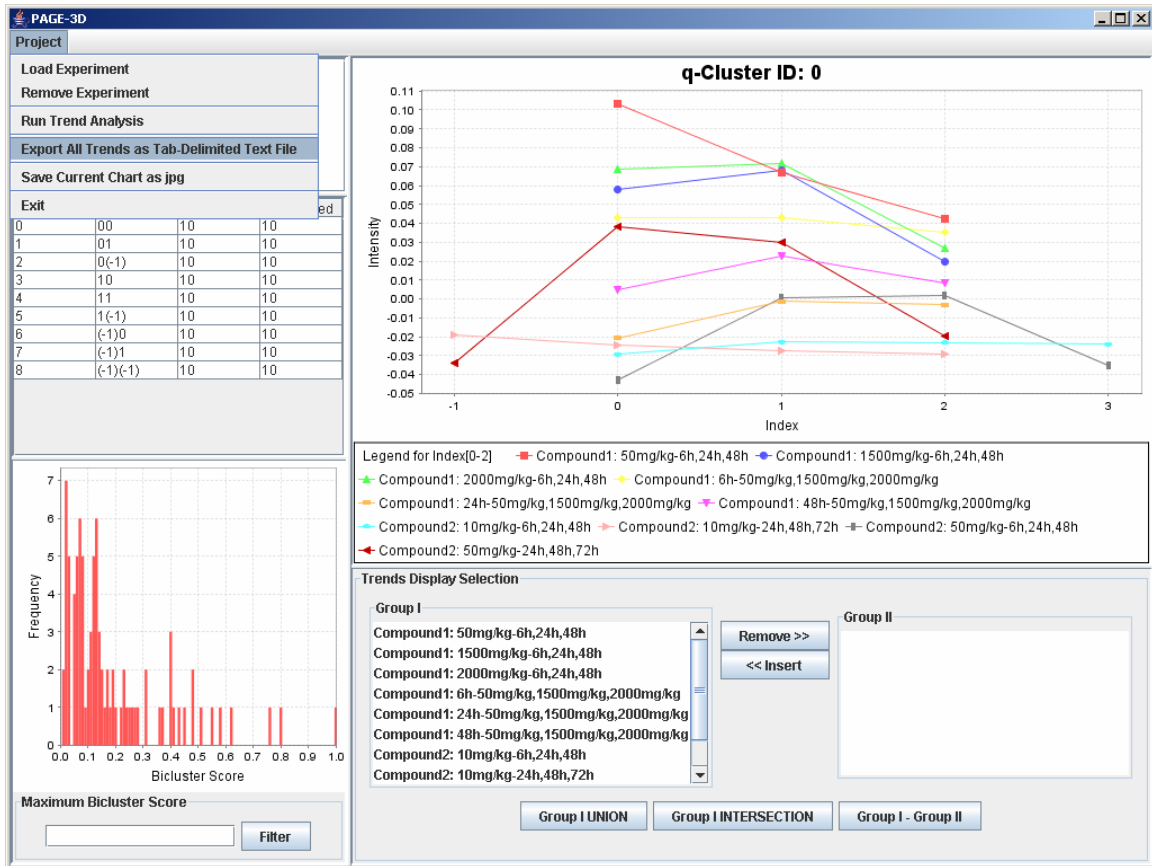 PAGE-3D
Project
Load Experiment
Remove Experiment
Run Trend Analysis
Export All Trends as Tab-Delimited Text File
Save Current Chart as jpg
Exit
ed
0 00 10 10
1 01 10 10
2 0(-1) 10 10
3 10 10 10
4 11 10 10
5 1(-1) 10 10
6 (-1)0 10 10
7 (-1)1 10 10
8 (-1)(-1) 10 10
q-Cluster ID: 0
Intensity
0.11
0.10
0.09
0.08
0.07
0.06
0.05
0.04
0.03
0.02
0.01
0.00
-0.01
-0.02
-0.03
-0.04
-0.05
-1 0 1 2 3
Index
Legend for Index[0-2] Compound1: 50mg/kg-6h,24h,48h Compound1: 1500mg/kg-6h,24h,48h
Compound1: 2000mg/kg-6h,24h,48h Compound1: 6h-50mg/kg,1500mg/kg,2000mg/kg
Compound1: 24h-50mg/kg,1500mg/kg,2000mg/kg Compound1: 48h-50mg/kg,1500mg/kg,2000mg/kg
Compound2: 10mg/kg-6h,24h,48h Compound2: 10mg/kg-24h,48h,72h Compound2: 50mg/kg-6h,24h,48h
Compound2: 50mg/kg-24h,48h,72h
Frequency
7
6
5
4
3
2
1
0
0.0 0.1 0.2 0.3 0.4 0.5 0.6 0.7 0.8 0.9 1.0
Bicluster Score
Maximum Bicluster Score
Filter
Trends Display Selection
Group I
Compound1: 50mg/kg-6h,24h,48h
Compound1: 1500mg/kg-6h,24h,48h
Compound1: 2000mg/kg-6h,24h,48h
Compound1: 6h-50mg/kg,1500mg/kg,2000mg/kg
Compound1: 24h-50mg/kg,1500mg/kg,2000mg/kg
Compound1: 48h-50mg/kg,1500mg/kg,2000mg/kg
Compound2: 10mg/kg-6h,24h,48h
Compound2: 10mg/kg-24h,48h,72h
Remove >>
<< Insert
Group II
Group I UNION
Group I INTERSECTION
Group I - Group II